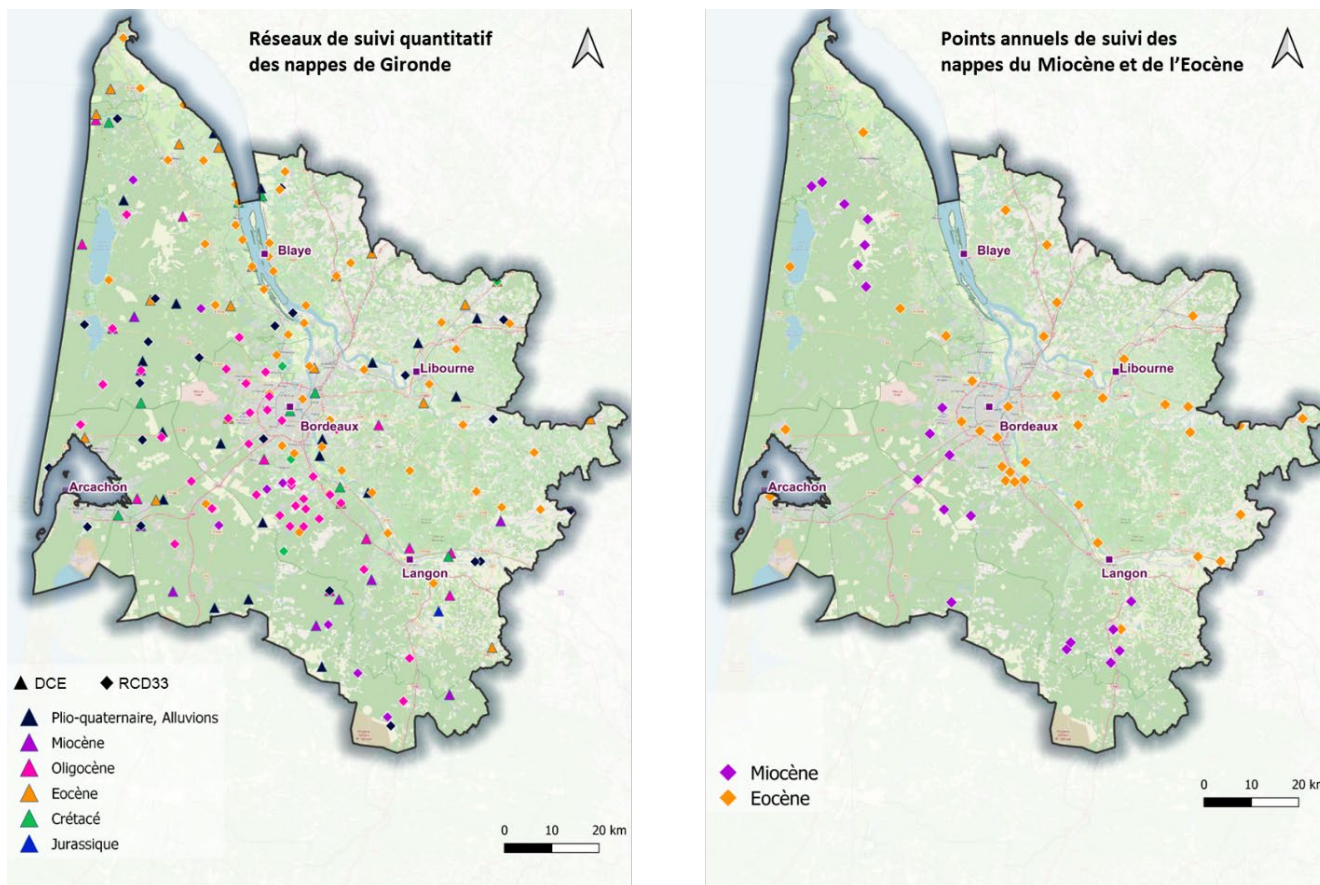 Réseaux de suivi quantitatif
des nappes de Gironde
Blaye
Libourne
Bordeaux
Arcachon
Langon
DCE RCD33
Plio-quaternaire, Alluvions
Miocène
Oligocène
Eocène
Crétacé
Jurassique
0 10 20 km
Points annuels de suivi des
nappes du Miocène et de l'Eocène
Blaye
Libourne
Bordeaux
Arcachon
Langon
Miocène
Eocène
0 10 20 km